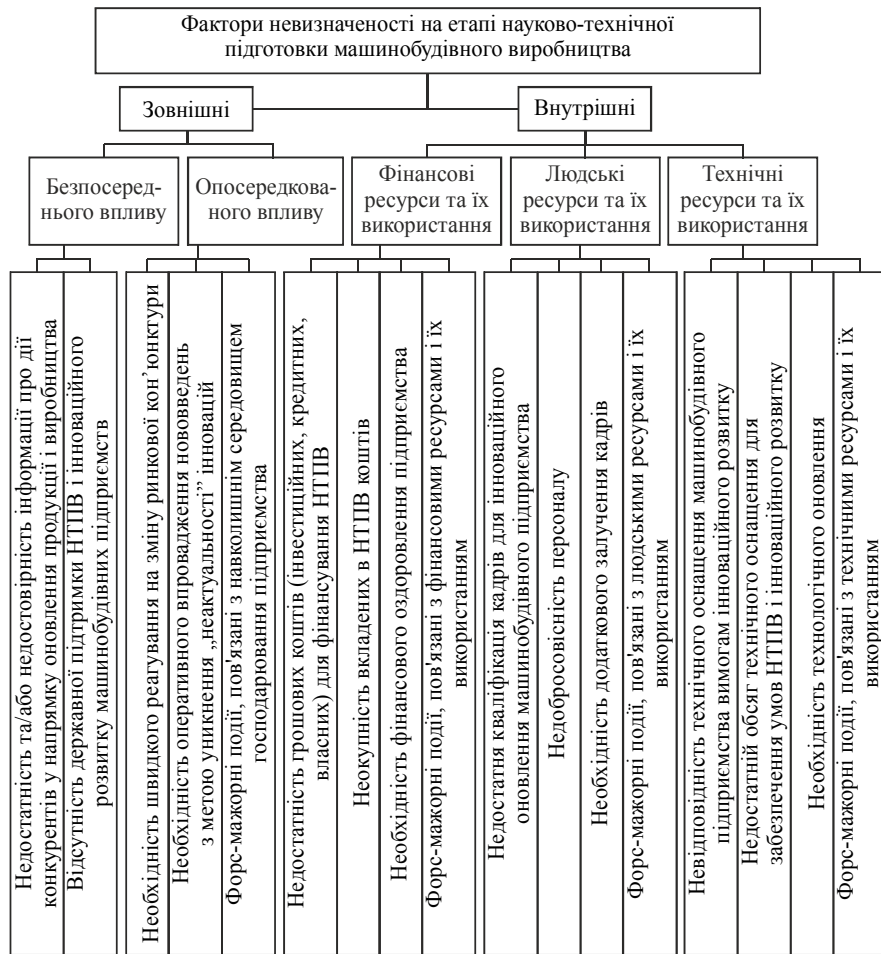 Фактори невизначеності на етапі науково-технічної
підготовки машинобудівного виробництва
Зовнішні
Внутрішні
Безпосеред-
нього впливу
Опосередкова-
ного впливу
Фінансові
ресурси та їх
використання
Людські
ресурси та їх
використання
Технічні
ресурси та їх
використання
Недостатність та/або недостовірність інформації про дії
конкурентів у напрямку оновлення продукції і виробництва
Відсутність державної підтримки НТПВ і інноваційного
розвитку машинобудівних підприємств
Необхідність швидкого реагування на зміну ринкової кон’юнктури
Необхідність оперативного впровадження нововведень
з метою уникнення „неактуальності” інновацій
Форс-мажорні події, пов'язані з навколишнім середовищем
господарювання підприємства
Недостатність грошових коштів (інвестиційних, кредитних,
власних) для фінансування НТПВ
Неокупність вкладених в НТПВ коштів
Необхідність фінансового оздоровлення підприємства
Форс-мажорні події, пов'язані з фінансовими ресурсами і їх
використанням
Недостатня кваліфікація кадрів для інноваційного
оновлення машинобудівного підприємства
Недобросовісність персоналу
Необхідність додаткового залучення кадрів
Форс-мажорні події, пов'язані з людськими ресурсами і їх
використанням
Невідповідність технічного оснащення машинобудівного
підприємства вимогам інноваційного розвитку
Недостатній обсяг технічного оснащення для
забезпечення умов НТПВ і інноваційного розвитку
Необхідність технологічного оновлення
Форс-мажорні події, пов'язані з технічними ресурсами і їх
використанням